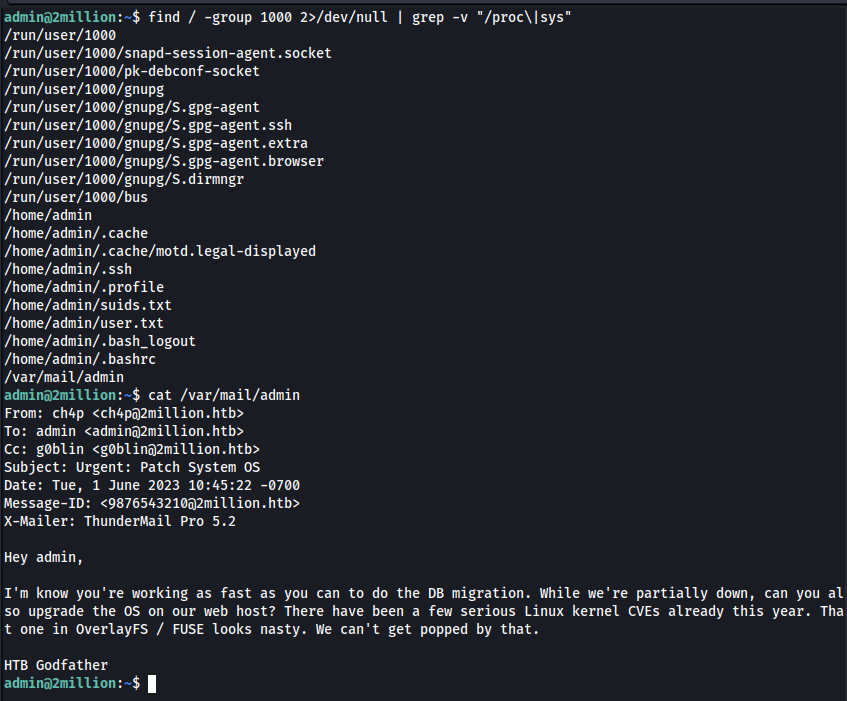 admin@2million:~$ find / -group 1000 2>/dev/null | grep -v "/proc\|sys"
/run/user/1000
/run/user/1000/snapd-session-agent.socket
/run/user/1000/pk-debconf-socket
/run/user/1000/gnupg
/run/user/1000/gnupg/S.gpg-agent
/run/user/1000/gnupg/S.gpg-agent.ssh
/run/user/1000/gnupg/S.gpg-agent.extra
/run/user/1000/gnupg/S.gpg-agent.browser
/run/user/1000/gnupg/S.dirmngr
/run/user/1000/bus
/home/admin
/home/admin/.cache
/home/admin/.cache/motd.legal-displayed
/home/admin/.ssh
/home/admin/.profile
/home/admin/suids.txt
/home/admin/user.txt
/home/admin/.bash_logout
/home/admin/.bashrc
/var/mail/admin
admin@2million:~$ cat /var/mail/admin
From: ch4p <ch4p@2million.htb>
To: admin <admin@2million.htb>
Cc: g0blin <g0blin@2million.htb>
Subject: Urgent: Patch System OS
Date: Tue, 1 June 2023 10:45:22 -0700
Message-ID: <9876543210@2million.htb>
X-Mailer: ThunderMail Pro 5.2

Hey admin,

I'm know you're working as fast as you can to do the DB migration. While we're partially down, can you al
so upgrade the OS on our web host? There have been a few serious Linux kernel CVEs already this year. Tha
t one in OverlayFS / FUSE looks nasty. We can't get popped by that.

HTB Godfather
admin@2million:~$